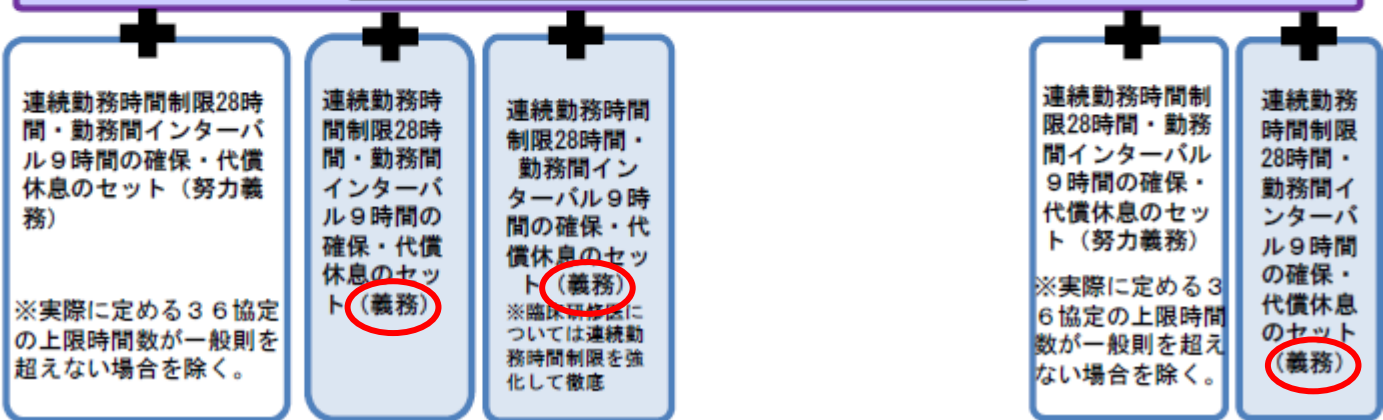 連続勤務時間制限28時
間・勤務間インターバ
ル９時間の確保・代償
休息のセット（努力義
務）
※実際に定める３６協定
の上限時間数が一般則を
超えない場合を除く。
連続勤務時
間制限28時
間・勤務間
インターバ
ル９時間の
確保・代償
休息のセッ
ト（義務）
連続勤務時間
制限28時間・
勤務間イン
ターバル９時
間の確保・代
償休息のセッ
ト（義務）
※臨床研修医に
ついては連続勤
務時間制限を強
化して徹底
連続勤務時間制
限28時間・勤務
間インターバル
９時間の確保・
代償休息のセッ
ト（努力義務）
※実際に定める３
６協定の上限時間
数が一般則を超え
ない場合を除く。
連続勤務
時間制限
28時間・
勤務間イ
ンターバ
ル９時間
の確保・
代償休息
のセット
（義務）